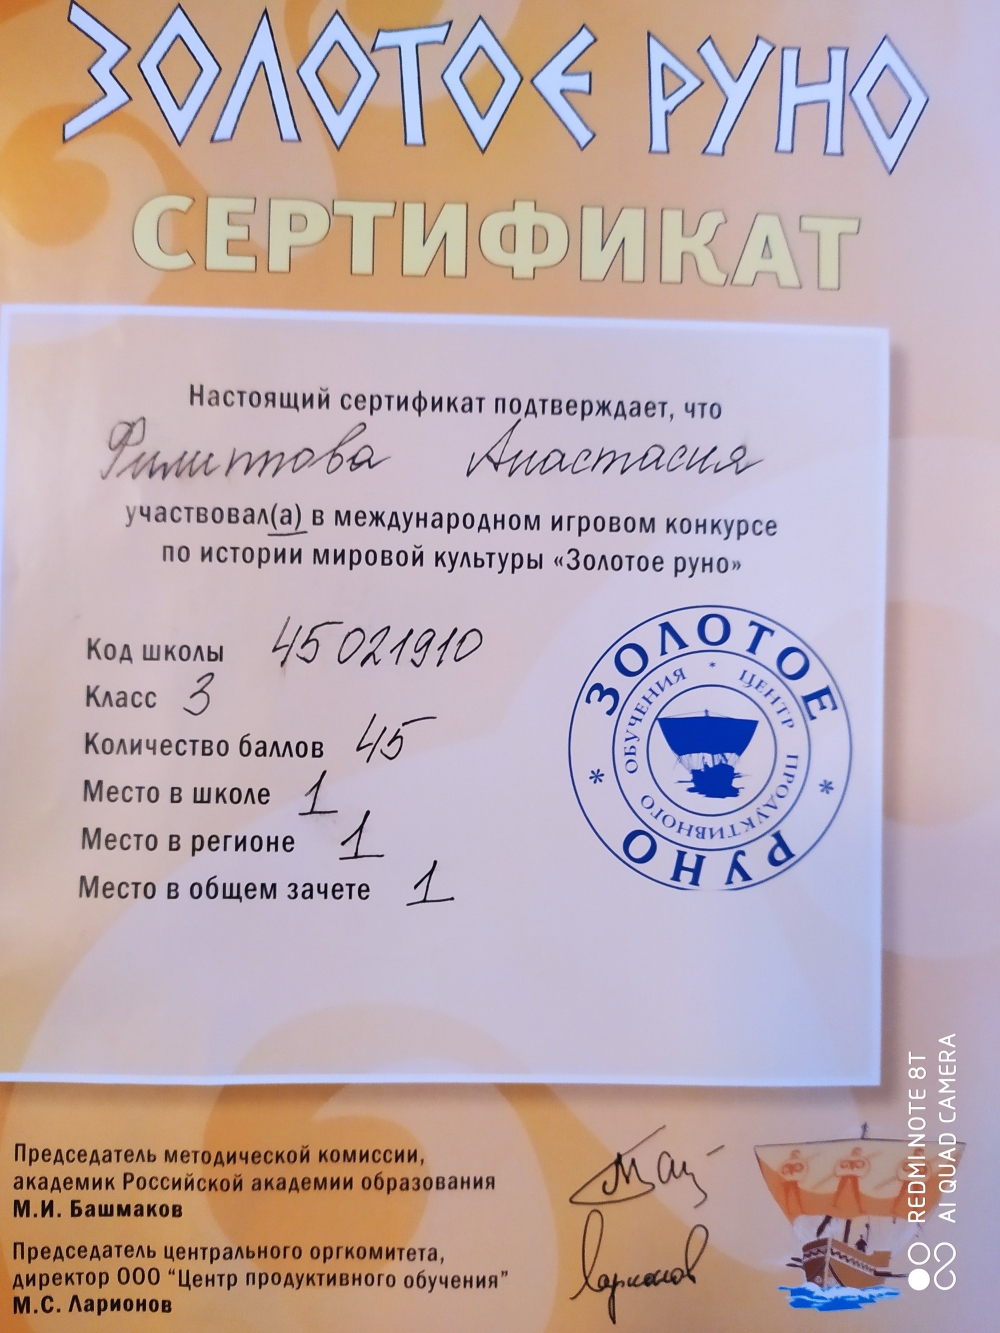 ЗОЛОТОЕ РУНО
СЕРТИФИКАТ
Настоящий сертификат подтверждает, что
Филиппова Анастасия
участвовал(а) в международном игровом конкурсе
по истории мировой культуры «Золотое руно»
Код школы 45021910
Класс 3
Количество баллов 45
Место в школе 1
Место в регионе 1
Место в общем зачете 1
ЗОЛОТОЕ РУНО
ЦЕНТР ПРОДУКТИВНОГО ОБУЧЕНИЯ
Председатель методической комиссии,
академик Российской академии образования
М.И. Башмаков
Председатель центрального оргкомитета,
директор ООО "Центр продуктивного обучения"
М.С. Ларионов
Ларионов
REDMI NOTE 8T
AI QUAD CAMERA